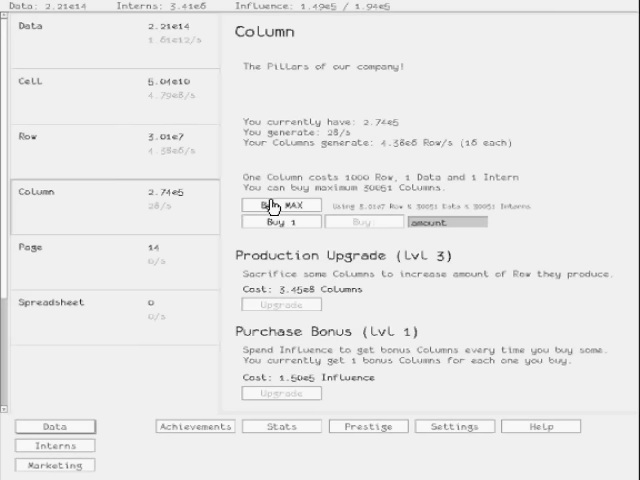 Data: 2.21e14 Interns: 3.41e6 Influence: 1.49e5 / 1.94e5
Data 2.21e14
1.61e12/s
Cell 5.04e10
4.79e8/s
Row 3.01e7
4.38e6/s
Column 2.74e5
28/s
Page 14
0/s
Spreadsheet 0
0/s
Column
The Pillars of our company!
You currently have: 2.74e5
You generate: 28/s
Your Columns generate: 4.38e6 Row/s (16 each)
One Column costs 1000 Row, 1 Data and 1 Intern
You can buy maximum 30051 Columns.
MAX Using 3.01e7 Row & 30051 Data & 30051 Interns
Buy 1 Buy amount
Production Upgrade (Lvl 3)
Sacrifice some Columns to increase amount of Row they produce.
Cost: 3.45e8 Columns
Upgrade
Purchase Bonus (Lvl 1)
Spend Influence to get bonus Columns every time you buy some.
You currently get 1 bonus Columns for each one you buy.
Cost: 1.50e5 Influence
Upgrade
Data Achievements Stats Prestige Settings Help
Interns
Marketing